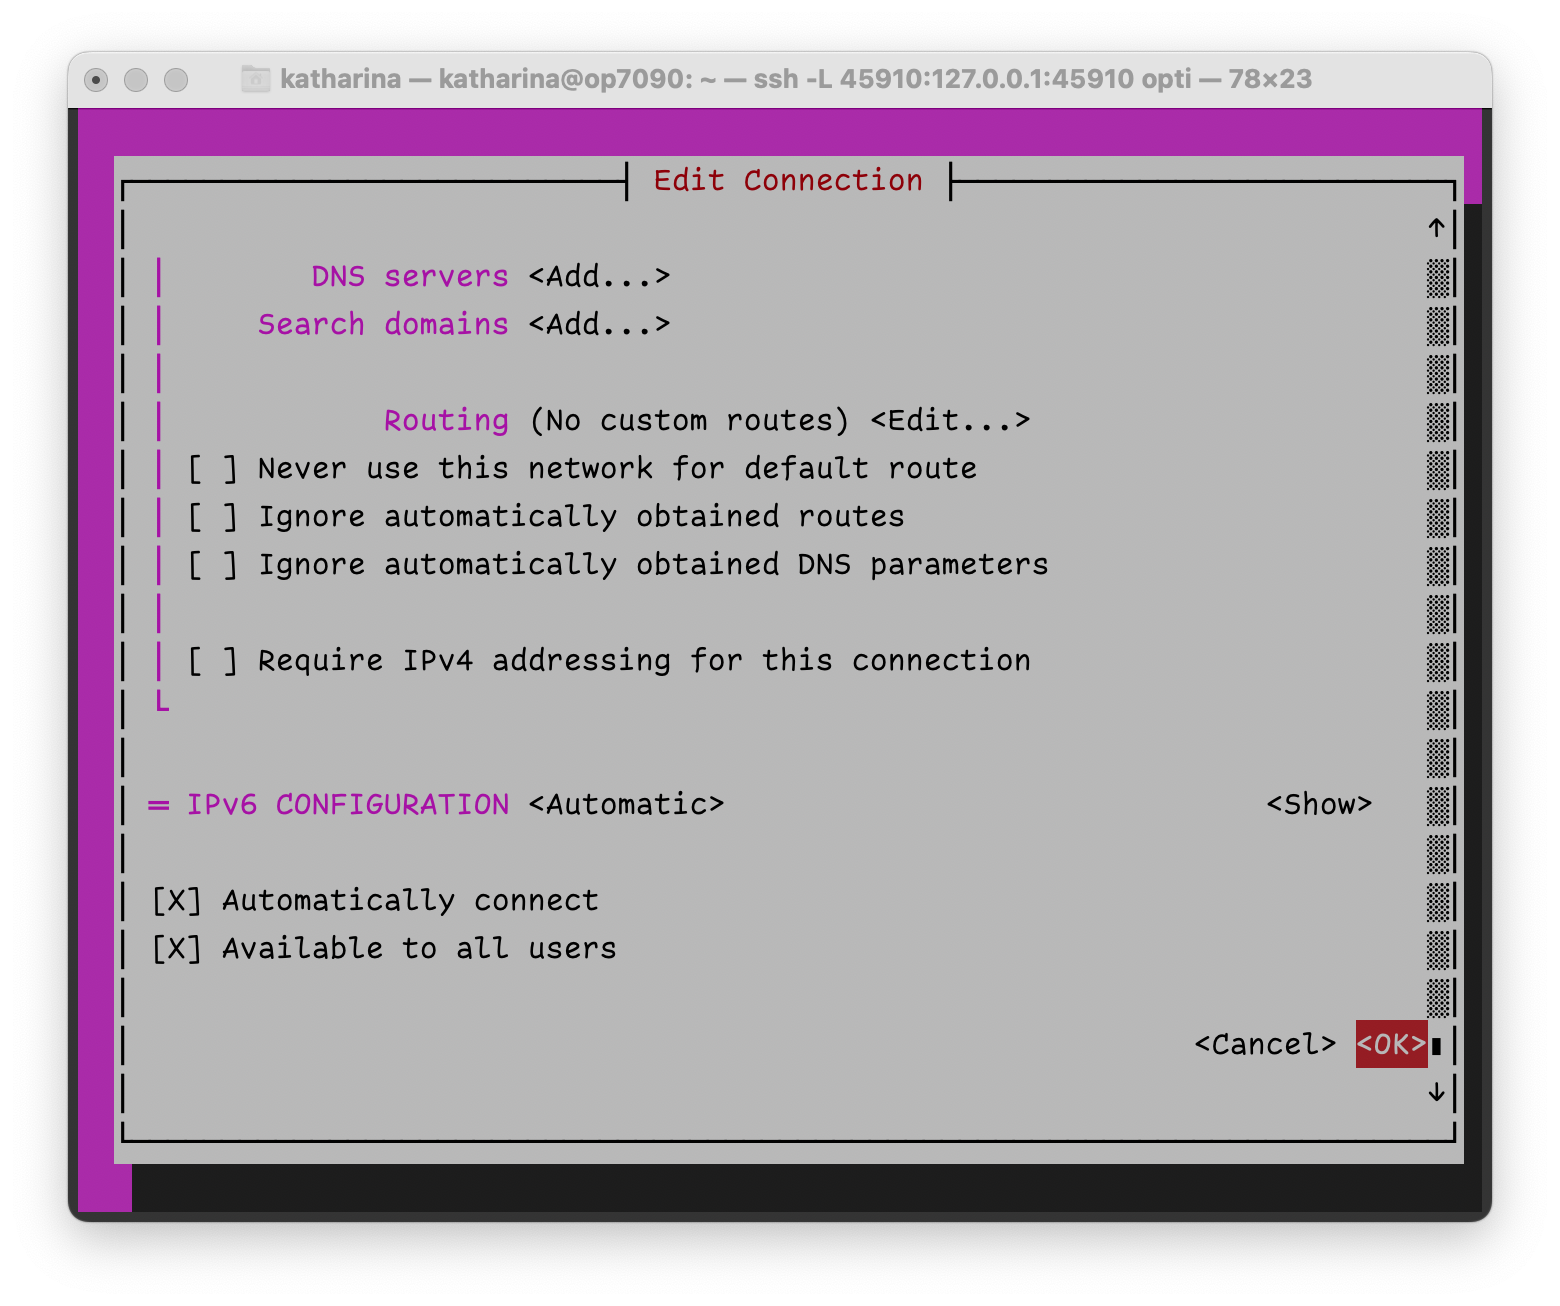 katharina — katharina@op7090: ~ — ssh -L 45910:127.0.0.1:45910 opti — 78×23
Edit Connection
↑
DNS servers <Add...>
Search domains <Add...>
Routing (No custom routes) <Edit...>
[ ] Never use this network for default route
[ ] Ignore automatically obtained routes
[ ] Ignore automatically obtained DNS parameters
[ ] Require IPv4 addressing for this connection
═ IPv6 CONFIGURATION <Automatic> <Show>
[X] Automatically connect
[X] Available to all users
<Cancel> <OK>
↓